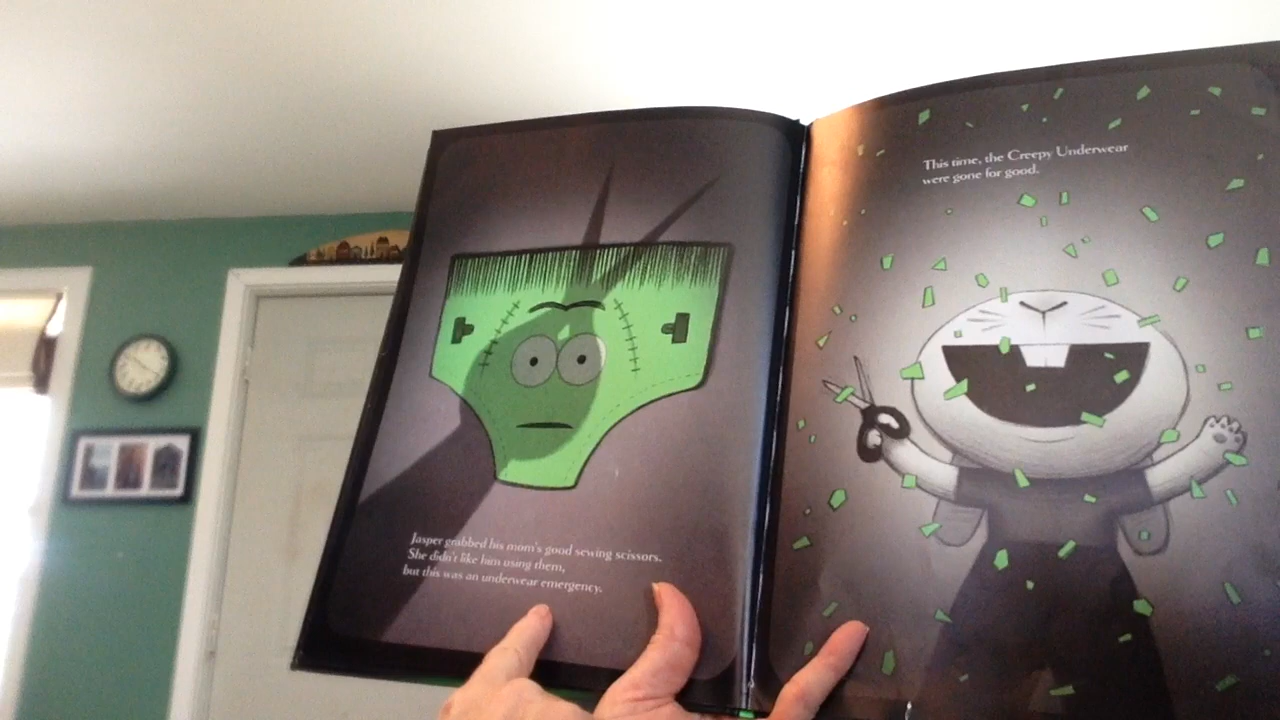 Jasper grabbed his mom's good sewing scissors.
She didn't like him using them,
but this was an underwear emergency.
This time, the Creepy Underwear
were gone for good.